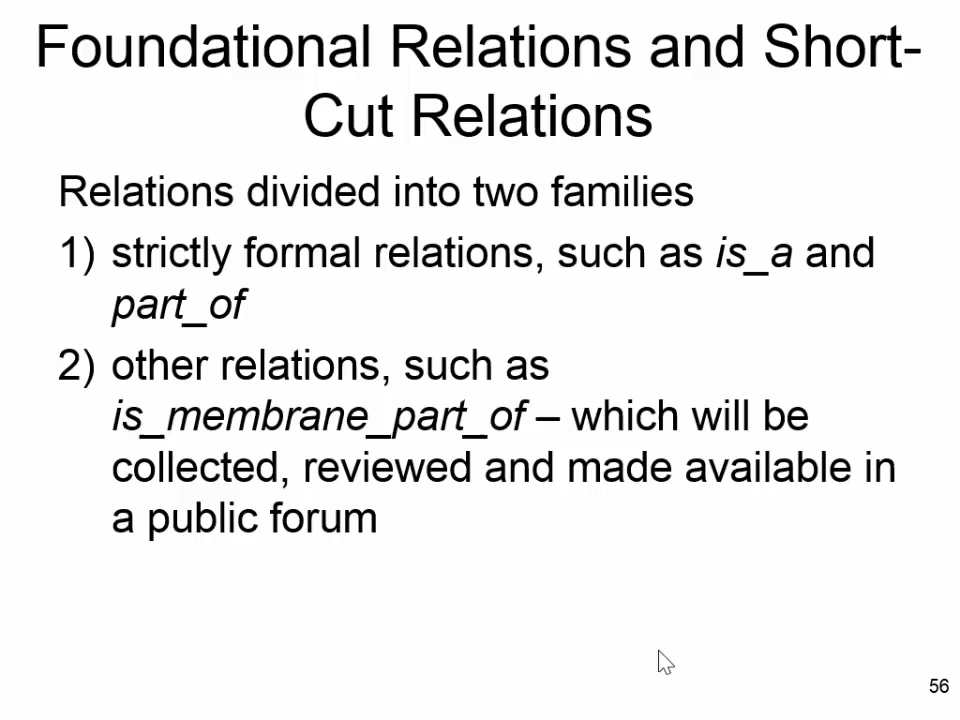 Foundational Relations and Short-
Cut Relations
Relations divided into two families
1) strictly formal relations, such as is_a and
part_of
2) other relations, such as
is_membrane_part_of – which will be
collected, reviewed and made available in
a public forum
56